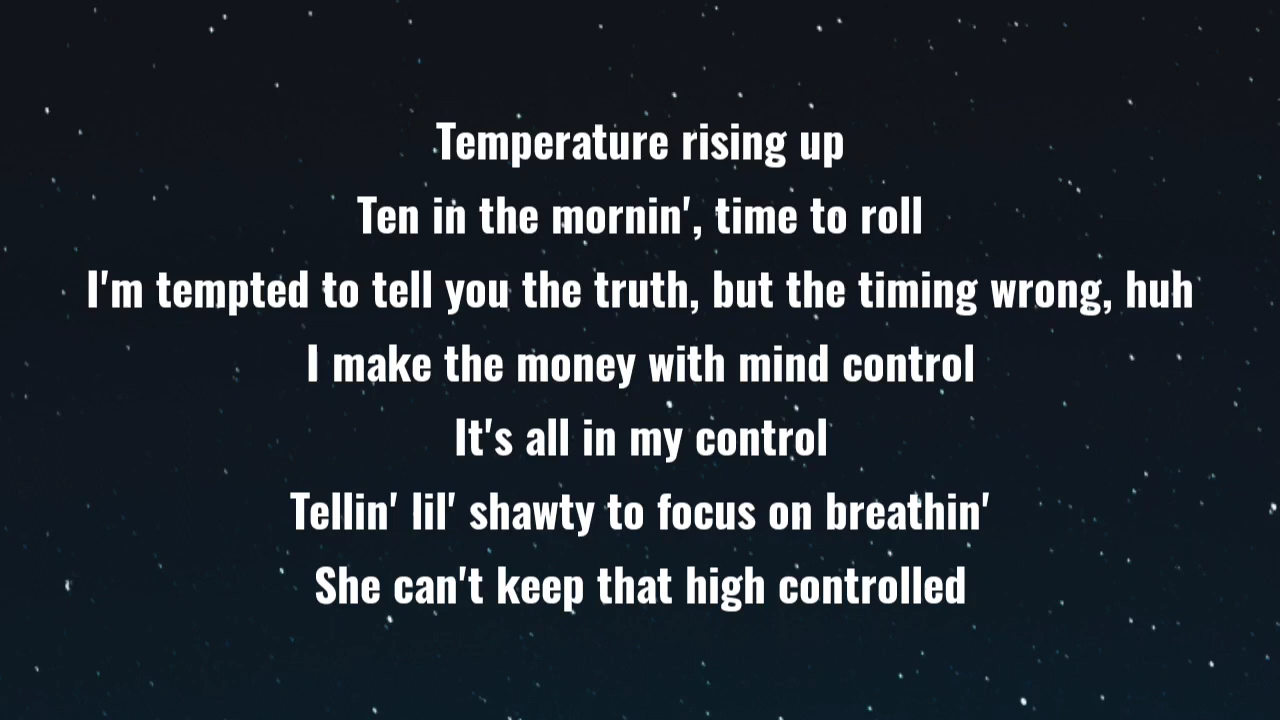 Temperature rising up
Ten in the mornin', time to roll
I'm tempted to tell you the truth, but the timing wrong, huh
I make the money with mind control
It's all in my control
Tellin' lil' shawty to focus on breathin'
She can't keep that high controlled